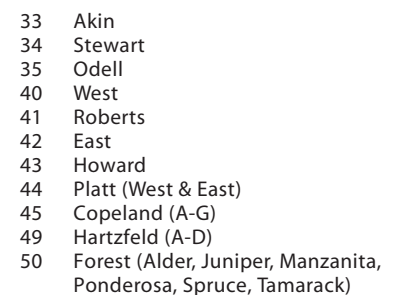 33 Akin
34 Stewart
35 Odell
40 West
41 Roberts
42 East
43 Howard
44 Platt (West & East)
45 Copeland (A-G)
49 Hartzfeld (A-D)
50 Forest (Alder, Juniper, Manzanita,
Ponderosa, Spruce, Tamarack)